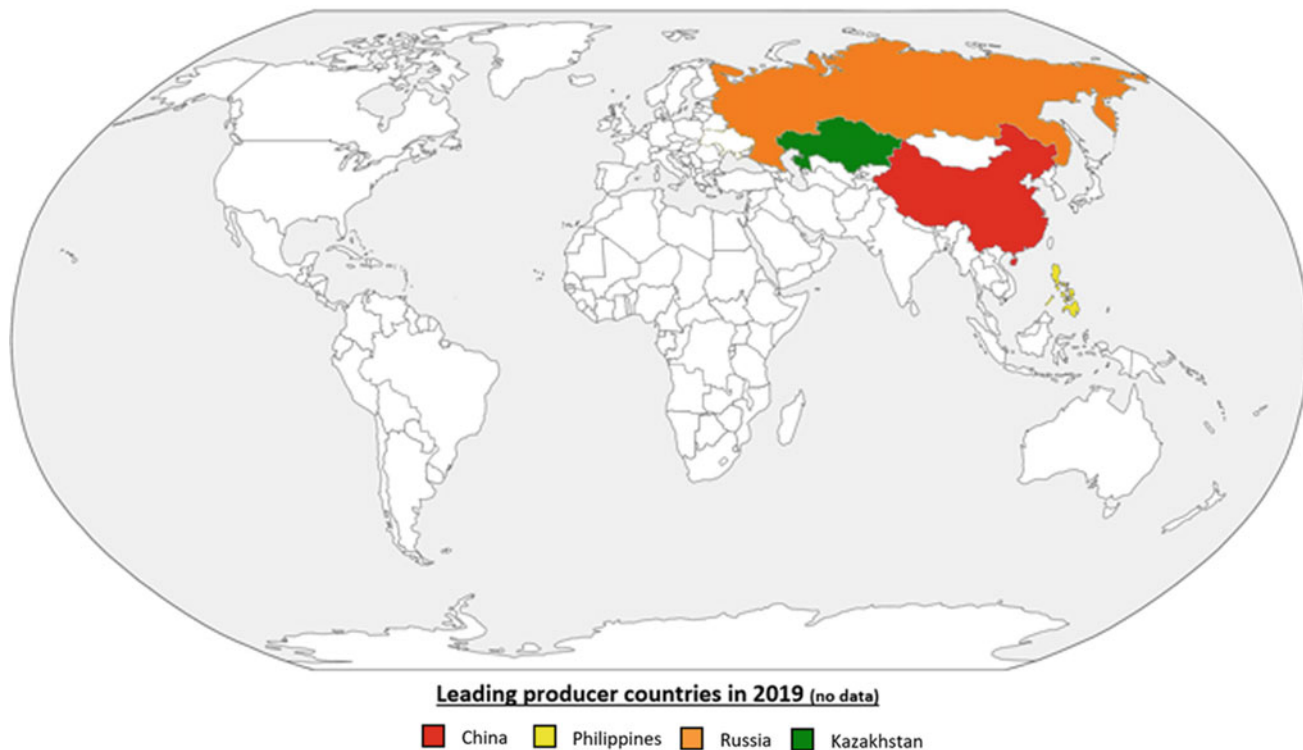 Leading producer countries in 2019 (no data)
China Philippines Russia Kazakhstan